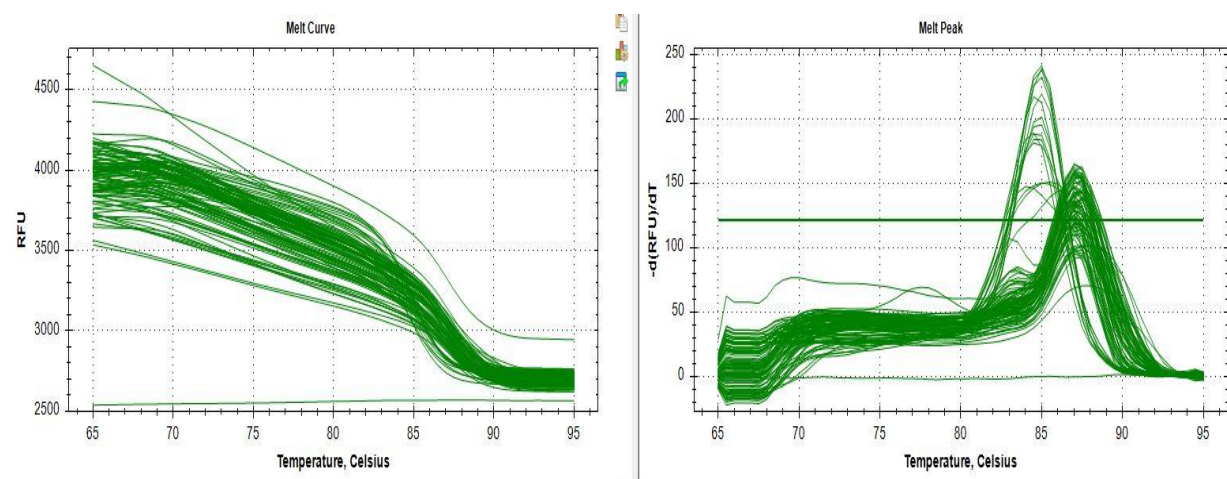 Melt Curve
4500
4000
3500
3000
2500
RFU
65 70 75 80 85 90 95
Temperature, Celsius
Melt Peak
250
200
150
100
50
0
-d(RFU)/dT
65 70 75 80 85 90 95
Temperature, Celsius